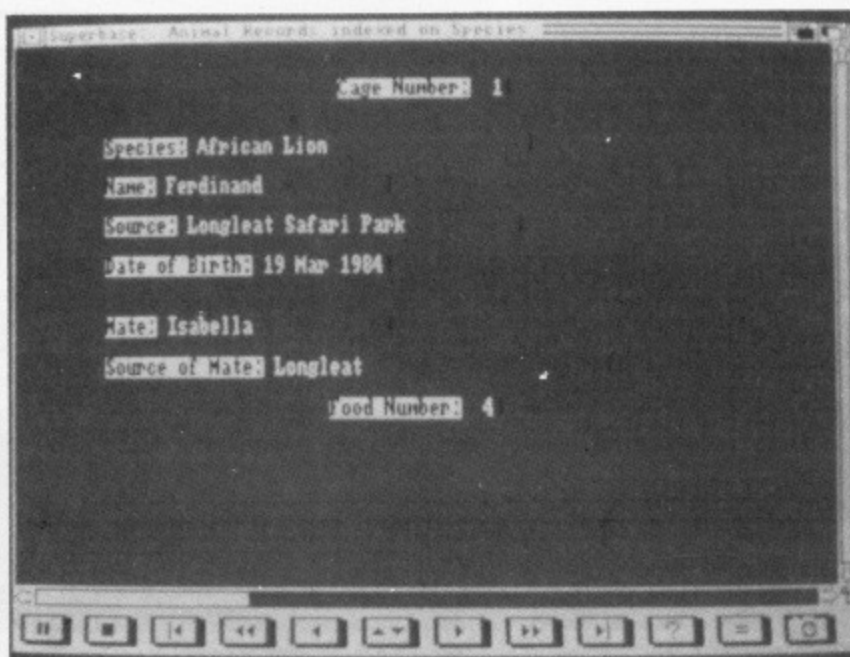 Superbase: Animal Records indexed on Species
Cage Number: 1
Species: African Lion
Name: Ferdinand
Source: Longleat Safari Park
Date of Birth: 19 Mar 1984
Mate: Isabella
Source of Mate: Longleat
Food Number: 4
? =